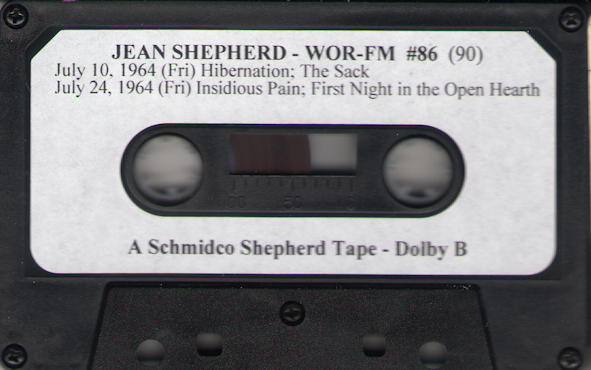 JEAN SHEPHERD - WOR-FM #86 (90)
July 10, 1964 (Fri) Hibernation; The Sack
July 24, 1964 (Fri) Insidious Pain; First Night in the Open Hearth
50
A Schmidco Shepherd Tape - Dolby B